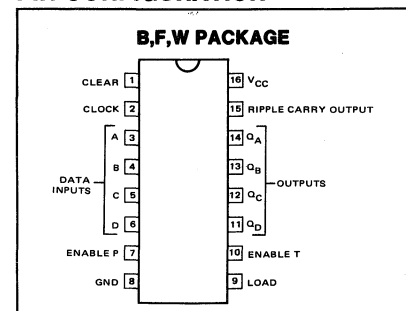 B,F,W PACKAGE
CLEAR 1
16 VCC
CLOCK 2
15 RIPPLE CARRY OUTPUT
A 3
14 QA
B 4
13 QB
DATA INPUTS
OUTPUTS
C 5
12 QC
D 6
11 QD
ENABLE P 7
10 ENABLE T
GND 8
9 LOAD